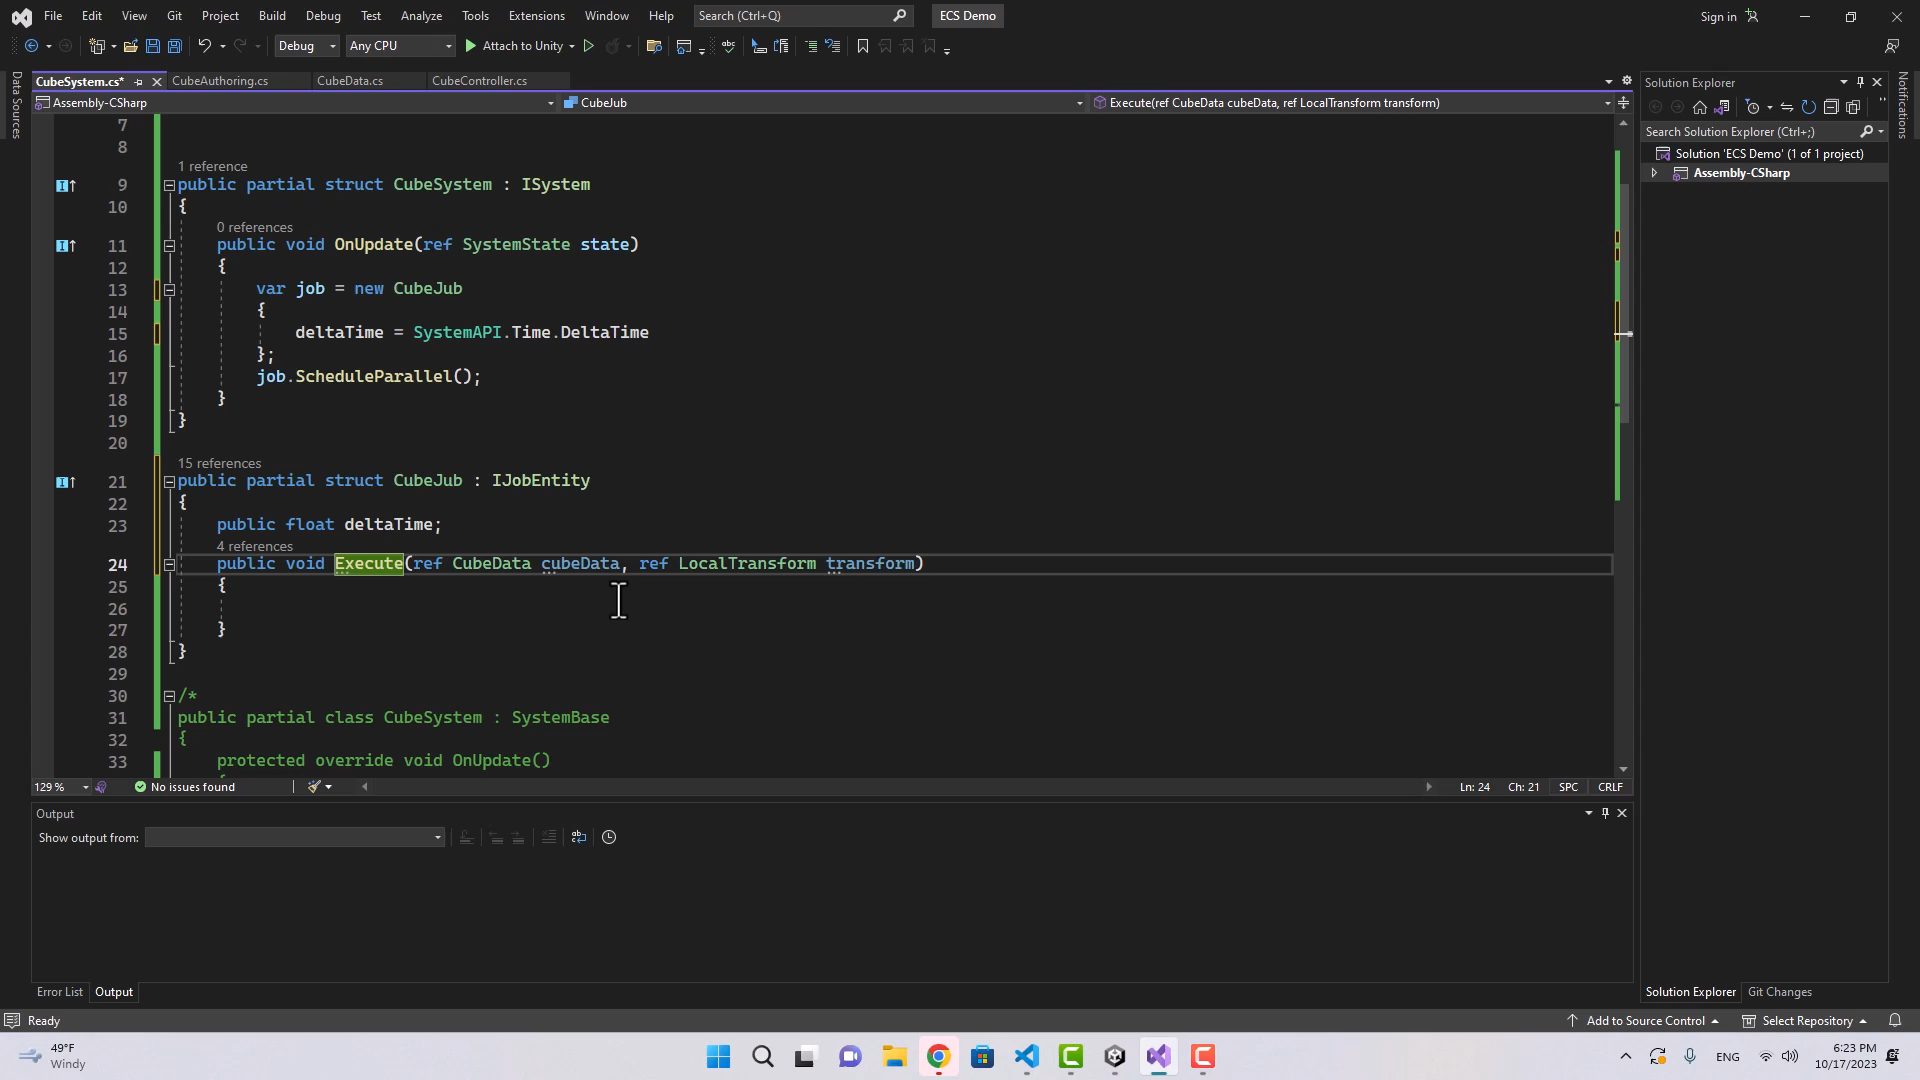 File Edit View Git Project Build Debug Test Analyze Tools Extensions Window Help Search (Ctrl+Q) ECS Demo Sign in
Debug Any CPU Attach to Unity
Data Sources
CubeSystem.cs* CubeAuthoring.cs CubeData.cs CubeController.cs
Assembly-CSharp CubeJub Execute(ref CubeData cubeData, ref LocalTransform transform)
7
8
1 reference
9 public partial struct CubeSystem : ISystem
10 {
0 references
11 public void OnUpdate(ref SystemState state)
12 {
13 var job = new CubeJub
14 {
15 deltaTime = SystemAPI.Time.DeltaTime
16 };
17 job.ScheduleParallel();
18 }
19 }
20
15 references
21 public partial struct CubeJub : IJobEntity
22 {
23 public float deltaTime;
4 references
24 public void Execute(ref CubeData cubeData, ref LocalTransform transform)
25 {
26
27 }
28 }
29
30 /*
31 public partial class CubeSystem : SystemBase
32 {
33 protected override void OnUpdate()
129 % No issues found Ln: 24 Ch: 21 SPC CRLF
Output
Show output from:
Error List Output
Solution Explorer
Search Solution Explorer (Ctrl+;)
Solution 'ECS Demo' (1 of 1 project)
Assembly-CSharp
Notifications
Solution Explorer Git Changes
Ready Add to Source Control Select Repository
49°F
Windy
ENG
6:23 PM
10/17/2023